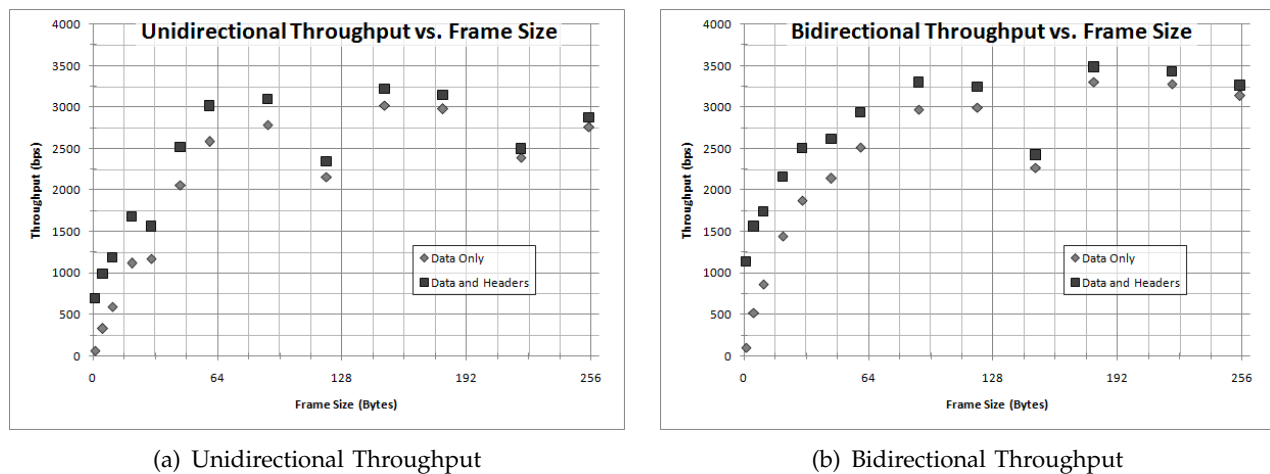 Unidirectional Throughput vs. Frame Size
4000
3500
3000
2500
2000
1500
1000
500
0
Throughput (bps)
Data Only
Data and Headers
0 64 128 192 256
Frame Size (Bytes)
(a) Unidirectional Throughput
Bidirectional Throughput vs. Frame Size
4000
3500
3000
2500
2000
1500
1000
500
0
Throughput (bps)
Data Only
Data and Headers
0 64 128 192 256
Frame Size (Bytes)
(b) Bidirectional Throughput